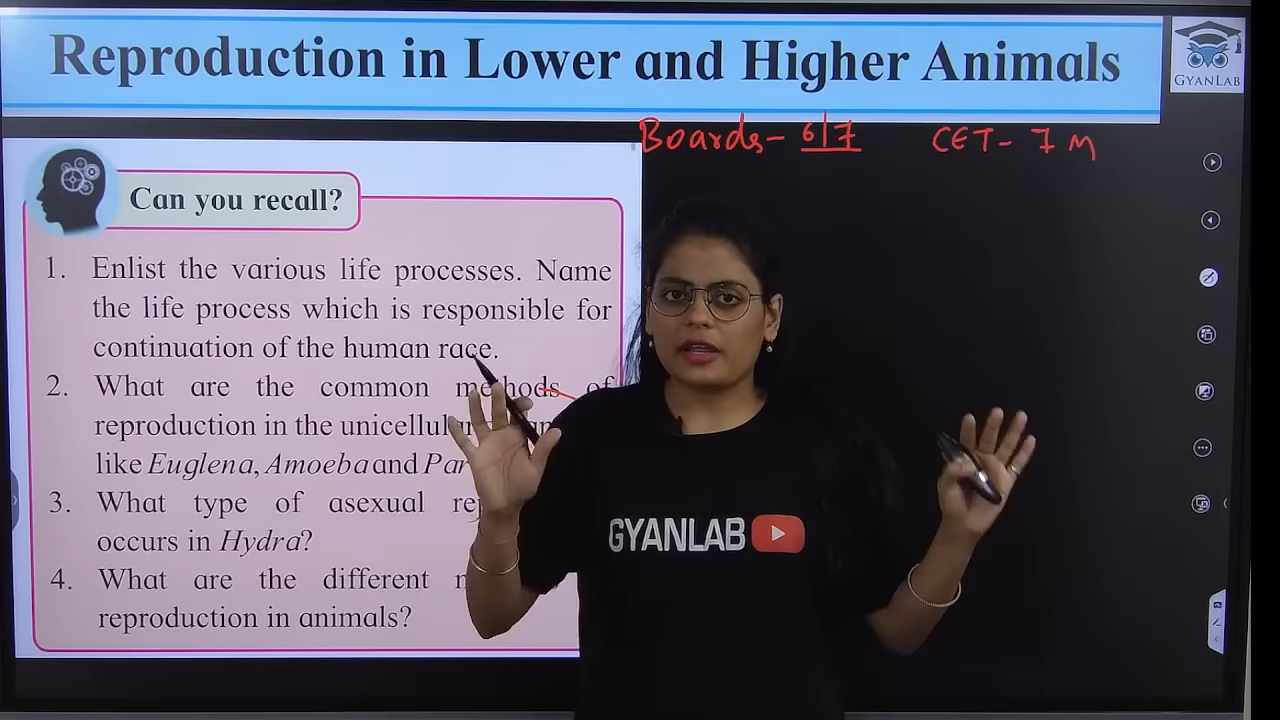 Reproduction in Lower and Higher Animals
GYANLAB
Boards- 6/7 CET- 7 M
Can you recall?
1. Enlist the various life processes. Name
the life process which is responsible for
continuation of the human race.
2. What are the common methods of
reproduction in the unicellular
like Euglena, Amoeba and
3. What type of asexual
occurs in Hydra?
4. What are the different
reproduction in animals?
GYANLAB